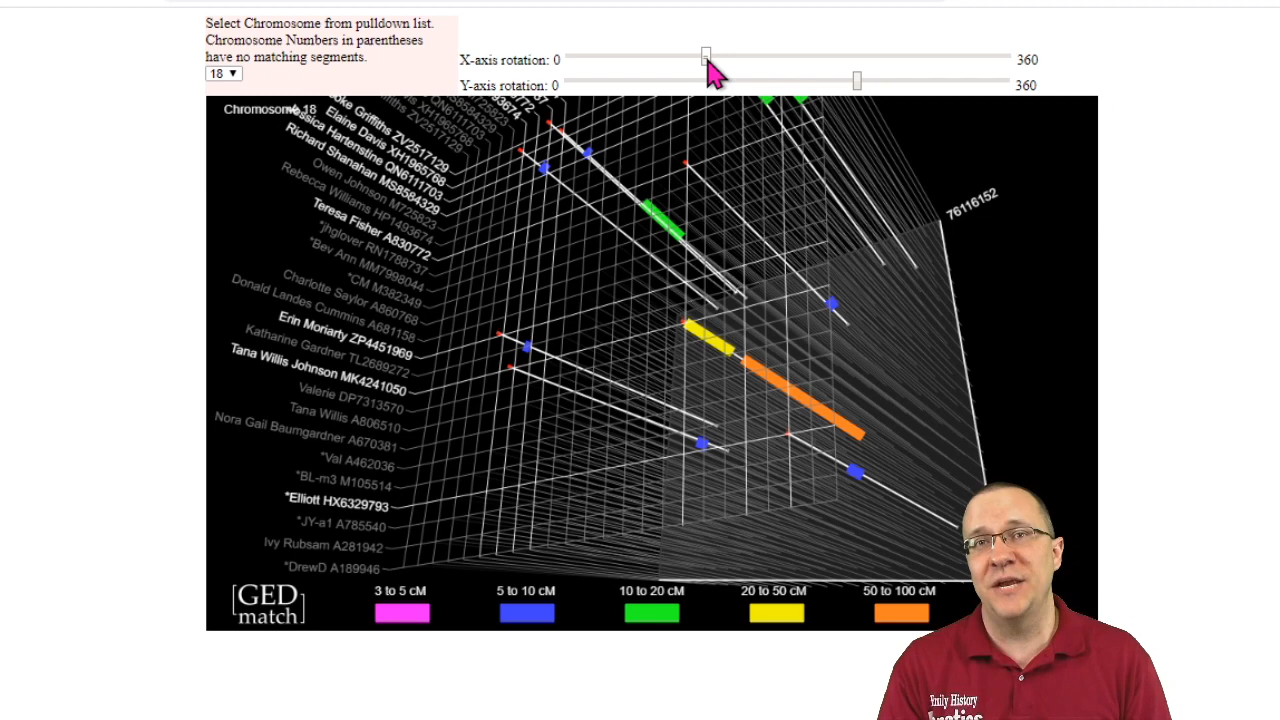 Select Chromosome from pulldown list.
Chromosome Numbers in parentheses
have no matching segments.
18 ▼
X-axis rotation: 0
360
Y-axis rotation: 0
360
Chromosome 18
Griffiths ZV2517129
Elaine Davis XH1965768
Hartenstine QN6111703
Richard Shanahan MS8584329
Owen Johnson M725823
Rebecca Williams HP1493674
Teresa Fisher A830772
*jhglover RN1788737
*Bev Ann MM7998044
*CM M382349
Charlotte Saylor A860768
Donald Landes Cummins A681158
Erin Moriarty ZP4451969
Katharine Gardner TL2689272
Tana Willis Johnson MK4241050
Valerie DP7313570
Tana Willis A806510
Nora Gail Baumgardner A670381
*Val A462036
*BL-m3 M105514
*Elliott HX6329793
*JY-a1 A785540
Ivy Rubsam A281942
*DrewD A189946
76116152
GED
match
3 to 5 cM
5 to 10 cM
10 to 20 cM
20 to 50 cM
50 to 100 cM
History